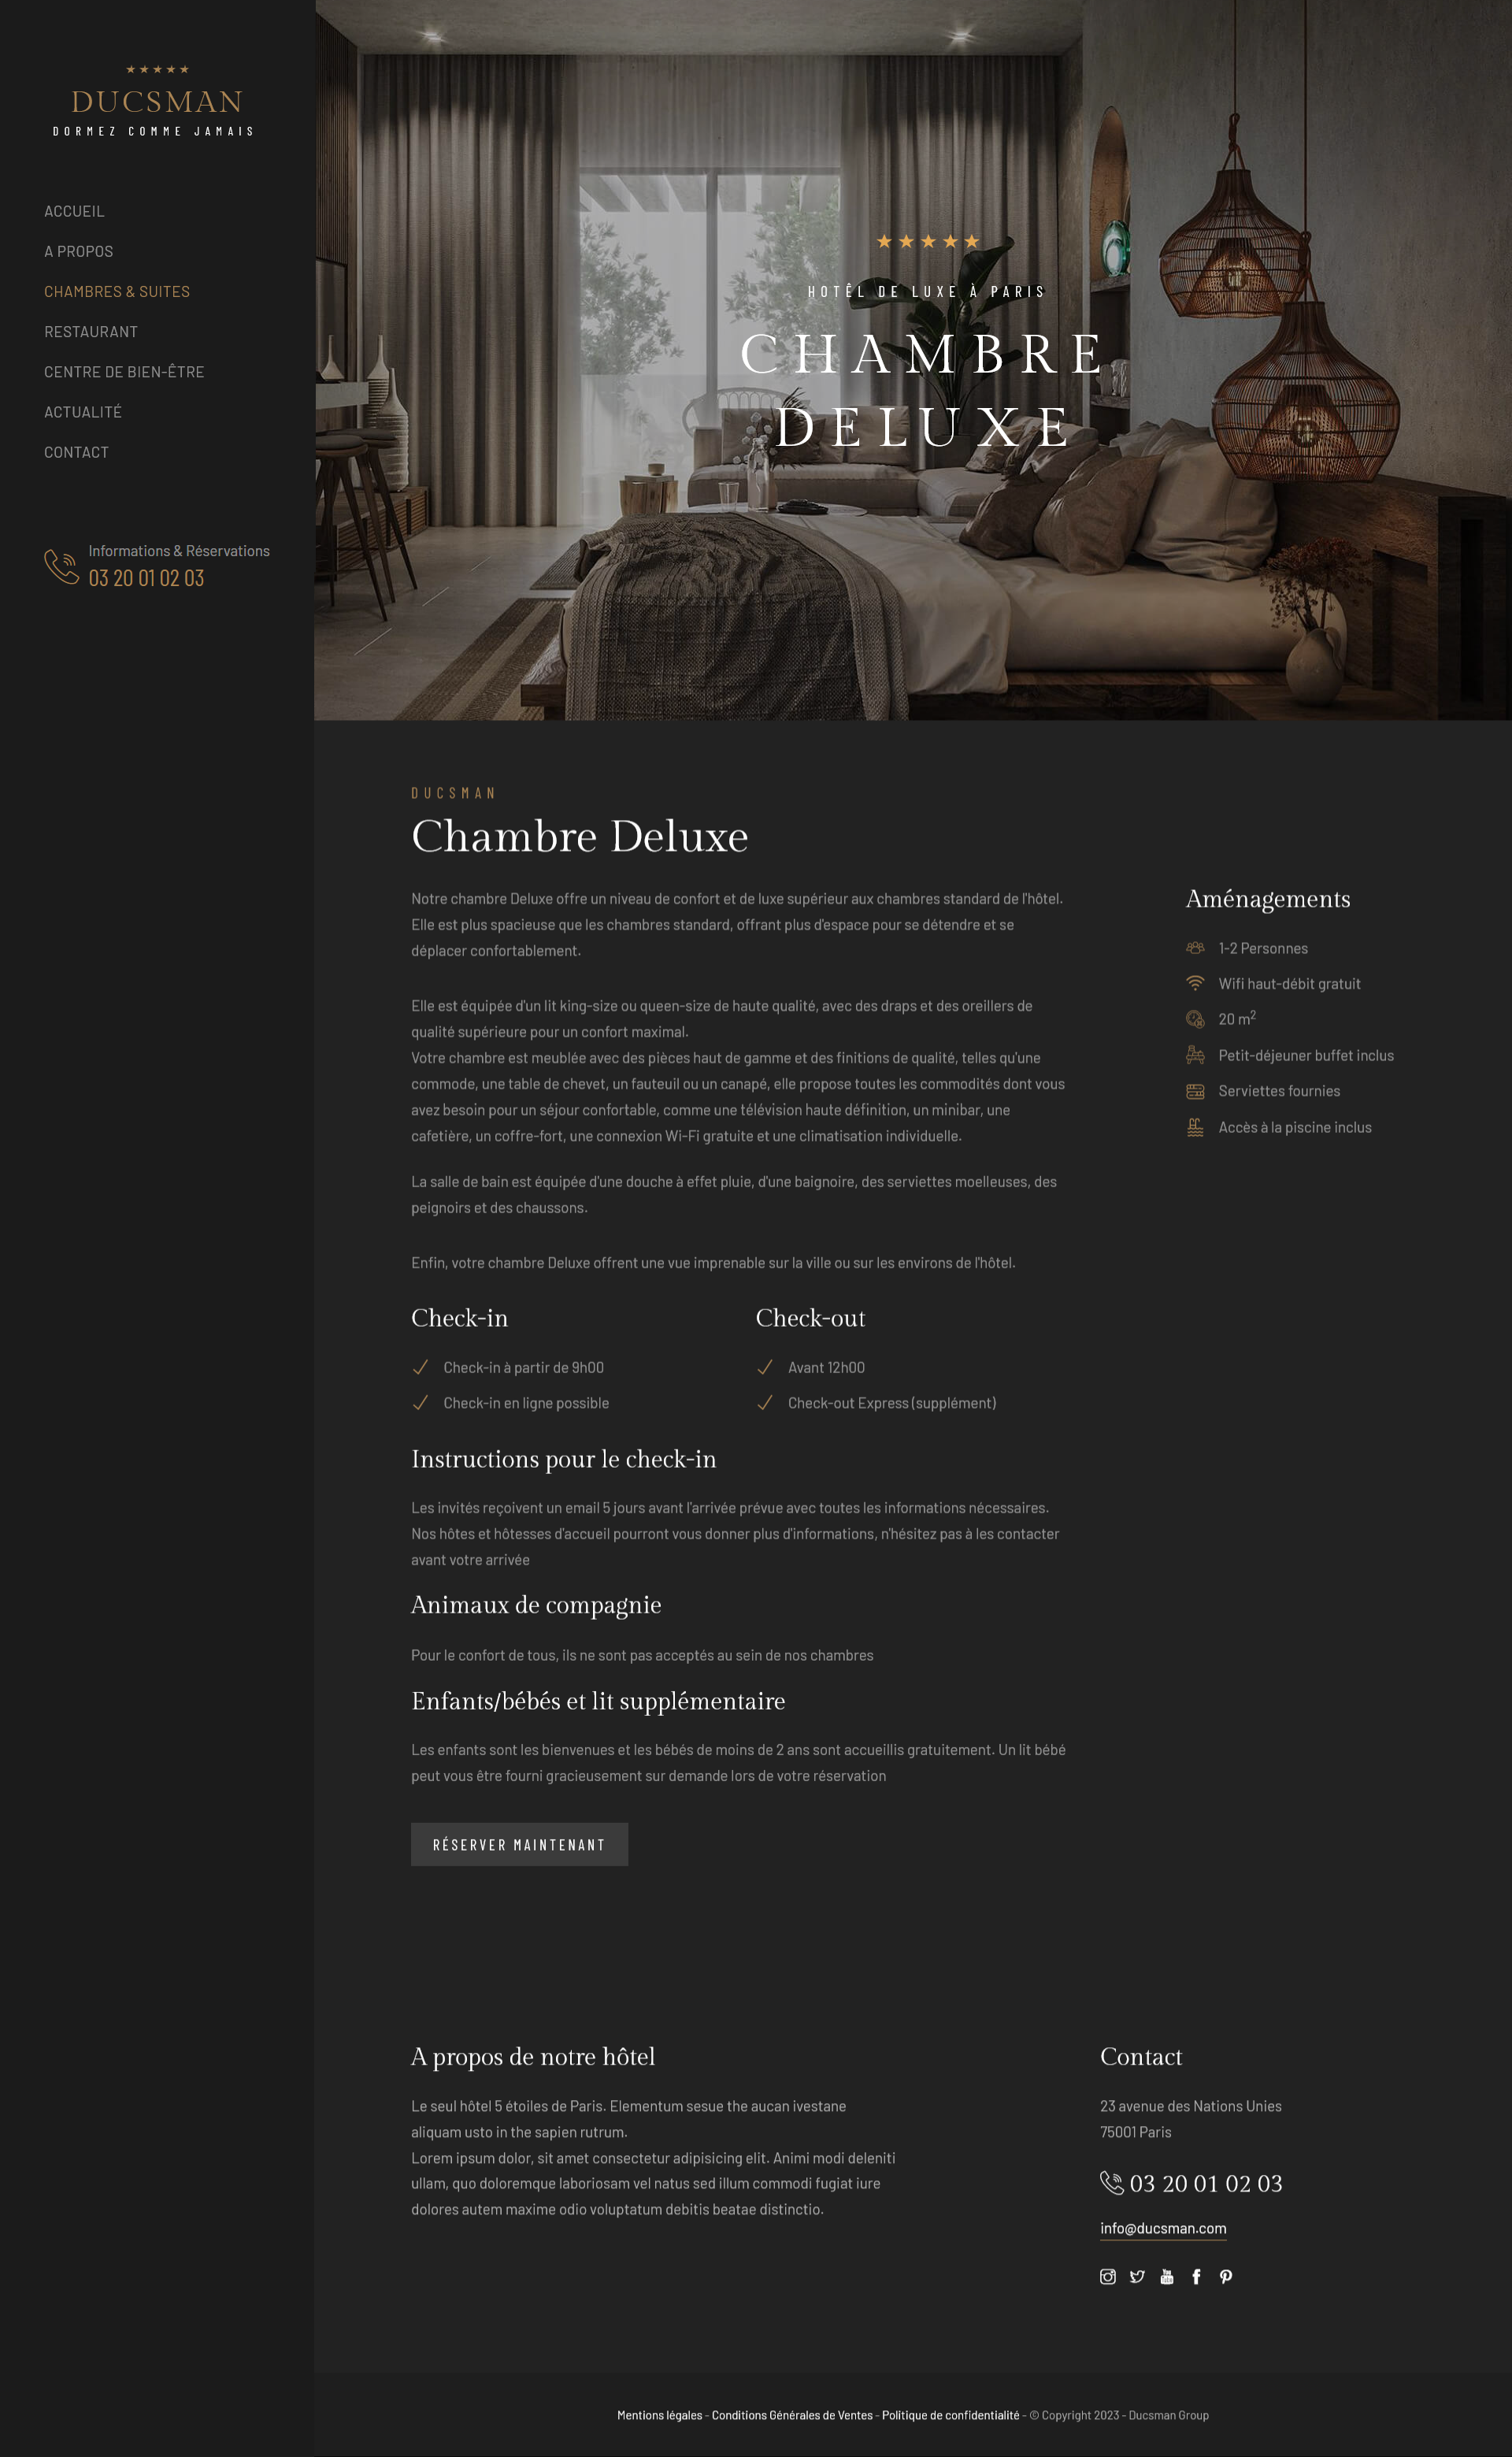 DUCSMAN
DORMEZ COMME JAMAIS
ACCUEIL
A PROPOS
CHAMBRES & SUITES
RESTAURANT
CENTRE DE BIEN-ÊTRE
ACTUALITÉ
CONTACT
Informations & Réservations
03 20 01 02 03
HOTÊL DE LUXE À PARIS
CHAMBRE
DELUXE
DUCSMAN
Chambre Deluxe
Notre chambre Deluxe offre un niveau de confort et de luxe supérieur aux chambres standard de l'hôtel.
Elle est plus spacieuse que les chambres standard, offrant plus d'espace pour se détendre et se
déplacer confortablement.
Elle est équipée d'un lit king-size ou queen-size de haute qualité, avec des draps et des oreillers de
qualité supérieure pour un confort maximal.
Votre chambre est meublée avec des pièces haut de gamme et des finitions de qualité, telles qu'une
commode, une table de chevet, un fauteuil ou un canapé, elle propose toutes les commodités dont vous
avez besoin pour un séjour confortable, comme une télévision haute définition, un minibar, une
cafetière, un coffre-fort, une connexion Wi-Fi gratuite et une climatisation individuelle.
La salle de bain est équipée d'une douche à effet pluie, d'une baignoire, des serviettes moelleuses, des
peignoirs et des chaussons.
Enfin, votre chambre Deluxe offrent une vue imprenable sur la ville ou sur les environs de l'hôtel.
Aménagements
1-2 Personnes
Wifi haut-débit gratuit
20 m²
Petit-déjeuner buffet inclus
Serviettes fournies
Accès à la piscine inclus
Check-in
Check-in à partir de 9h00
Check-in en ligne possible
Check-out
Avant 12h00
Check-out Express (supplément)
Instructions pour le check-in
Les invités reçoivent un email 5 jours avant l'arrivée prévue avec toutes les informations nécessaires.
Nos hôtes et hôtesses d'accueil pourront vous donner plus d'informations, n'hésitez pas à les contacter
avant votre arrivée
Animaux de compagnie
Pour le confort de tous, ils ne sont pas acceptés au sein de nos chambres
Enfants/bébés et lit supplémentaire
Les enfants sont les bienvenues et les bébés de moins de 2 ans sont accueillis gratuitement. Un lit bébé
peut vous être fourni gracieusement sur demande lors de votre réservation
RÉSERVER MAINTENANT
A propos de notre hôtel
Le seul hôtel 5 étoiles de Paris. Elementum sesue the aucan ivestane
aliquam usto in the sapien rutrum.
Lorem ipsum dolor, sit amet consectetur adipisicing elit. Animi modi deleniti
ullam, quo doloremque laboriosam vel natus sed illum commodi fugiat iure
dolores autem maxime odio voluptatum debitis beatae distinctio.
Contact
23 avenue des Nations Unies
75001 Paris
03 20 01 02 03
info@ducsman.com
Mentions légales - Conditions Générales de Ventes - Politique de confidentialité - © Copyright 2023 - Ducsman Group